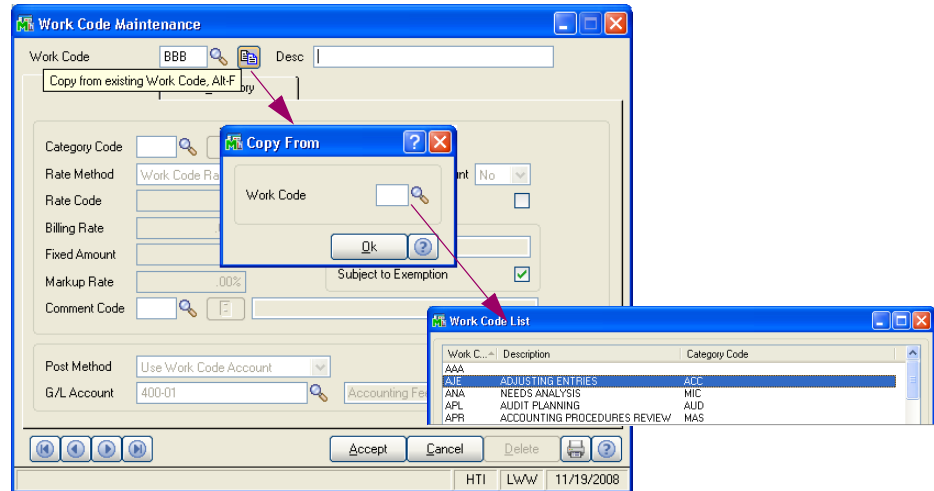 Work Code Maintenance
Work Code BBB Desc
Copy from existing Work Code, Alt-F
Category Code
Rate Method Work Code Ra
No
Rate Code
Billing Rate
Fixed Amount
Markup Rate .00%
Subject to Exemption
Comment Code
Copy From
Work Code
Ok
Post Method Use Work Code Account
G/L Account 400-01 Accounting Fe
Work Code List
Work C... Description Category Code
AAA
AJE ADJUSTING ENTRIES ACC
ANA NEEDS ANALYSIS MIC
APL AUDIT PLANNING AUD
APR ACCOUNTING PROCEDURES REVIEW MAS
Accept Cancel Delete
HTI LWW 11/19/2008